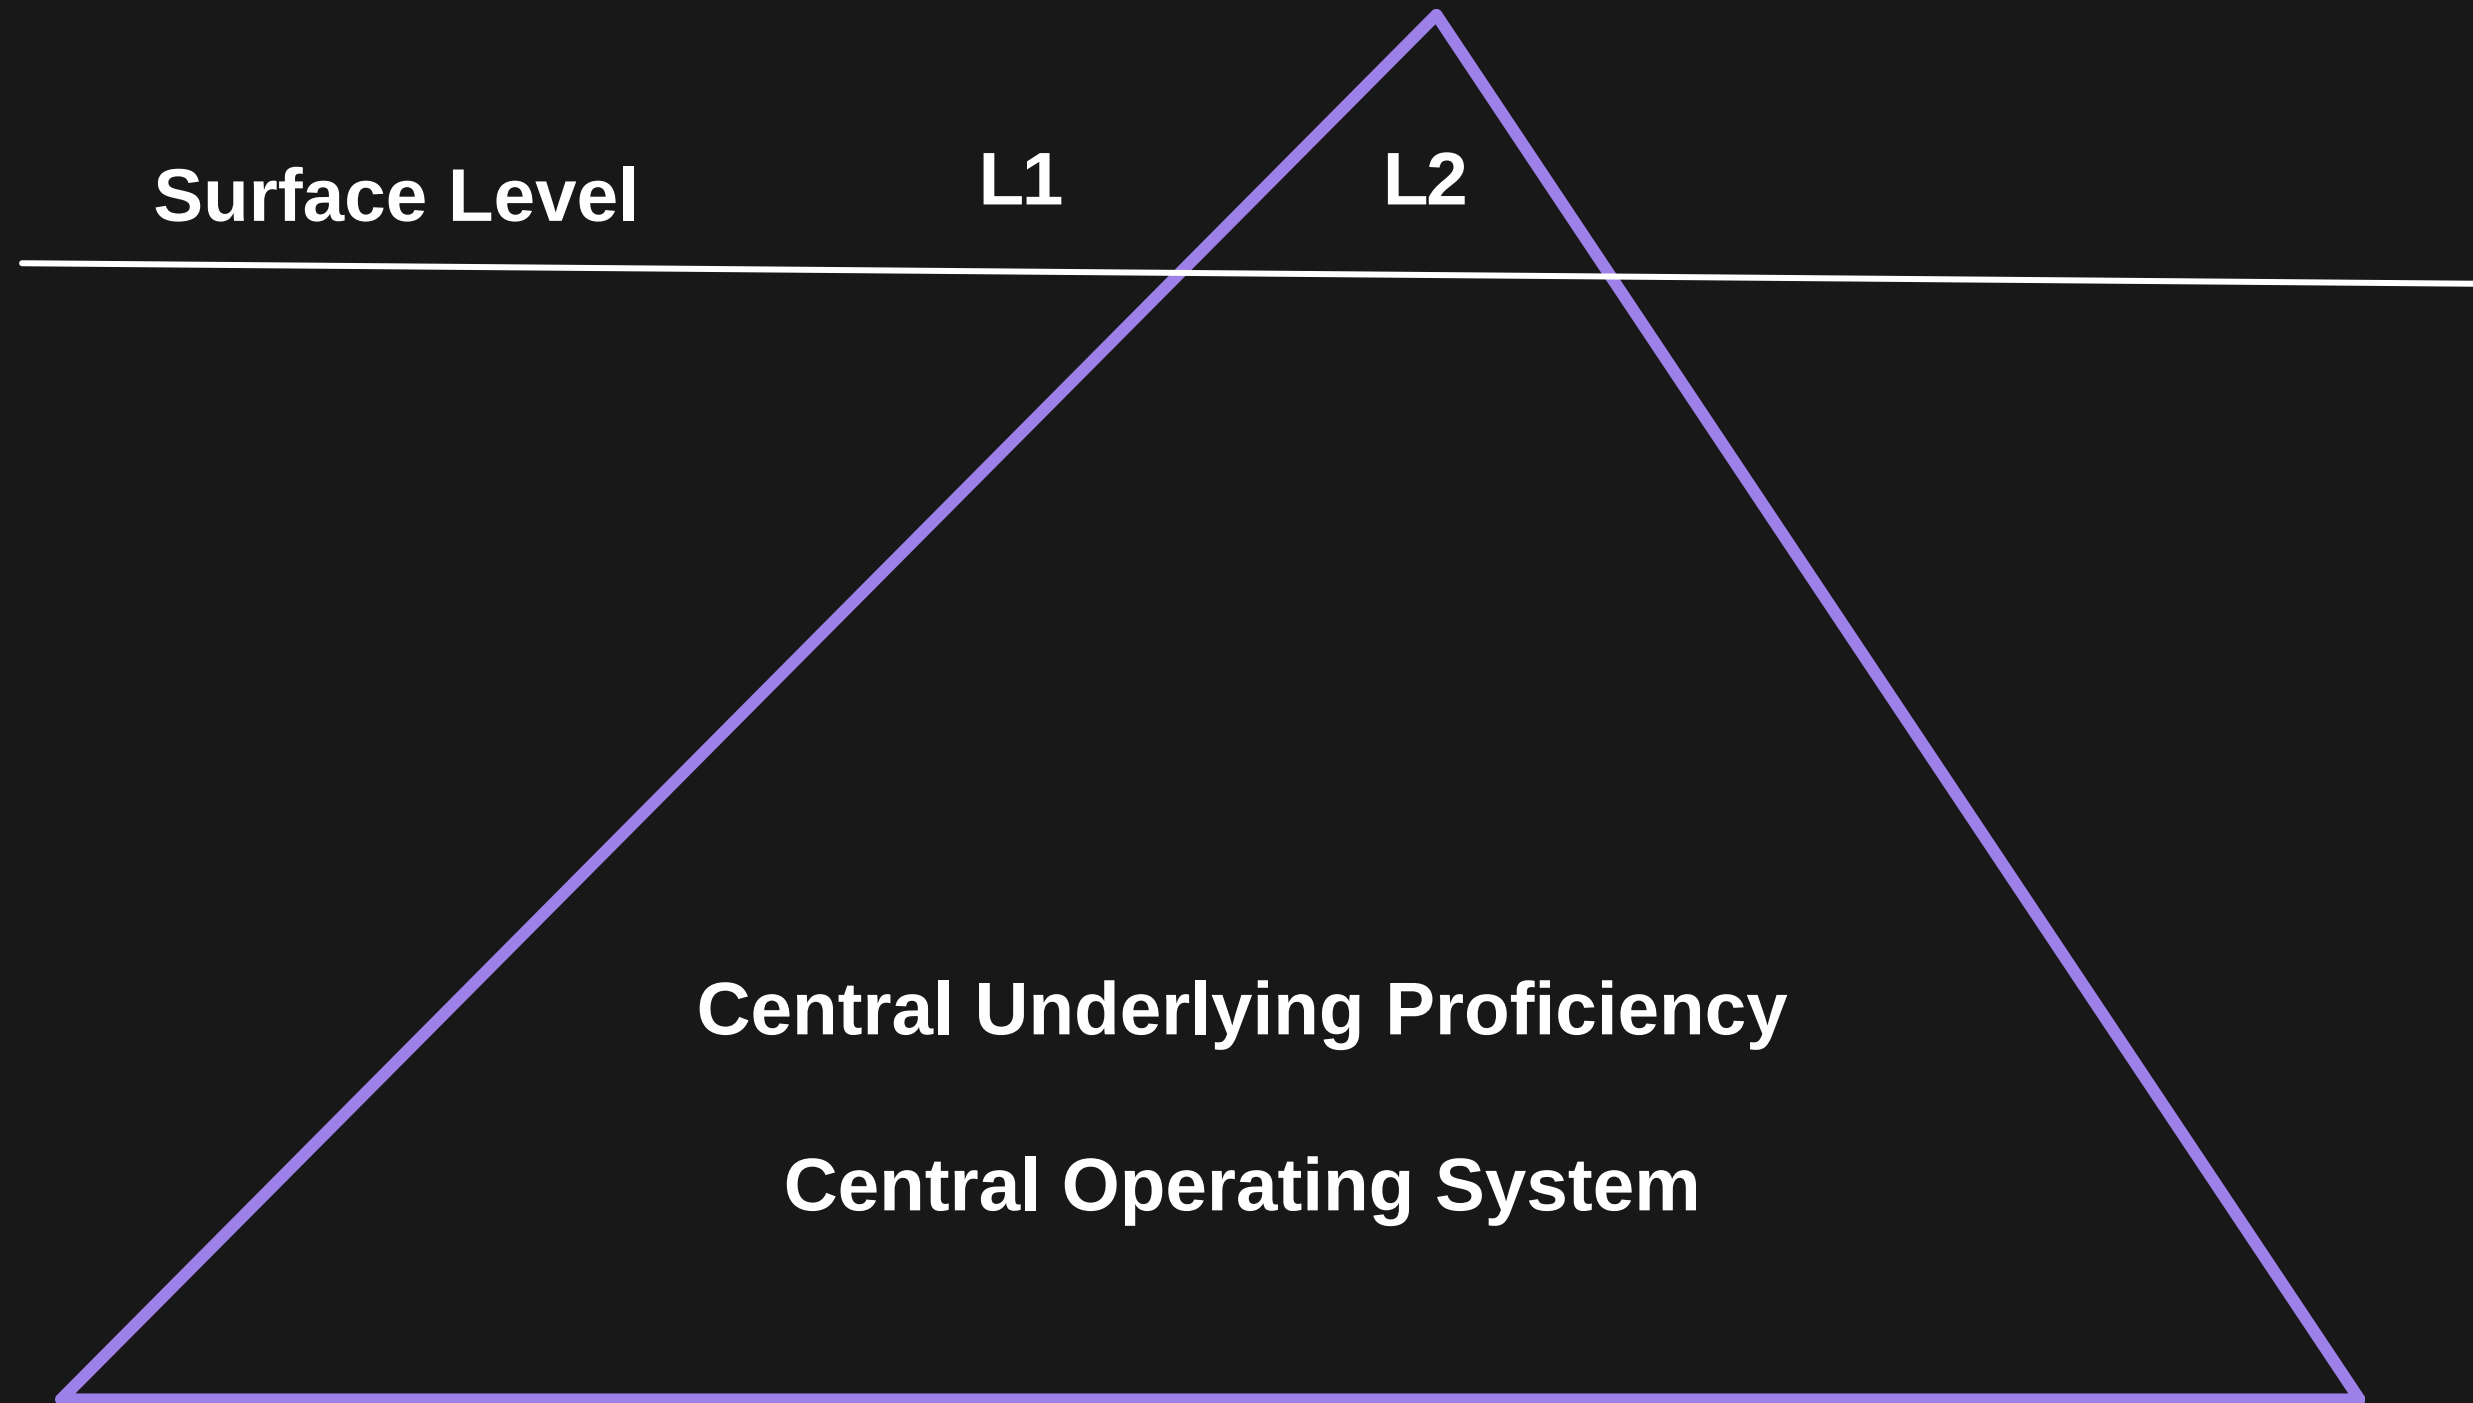 Surface Level
L1
L2
Central Underlying Proficiency
Central Operating System